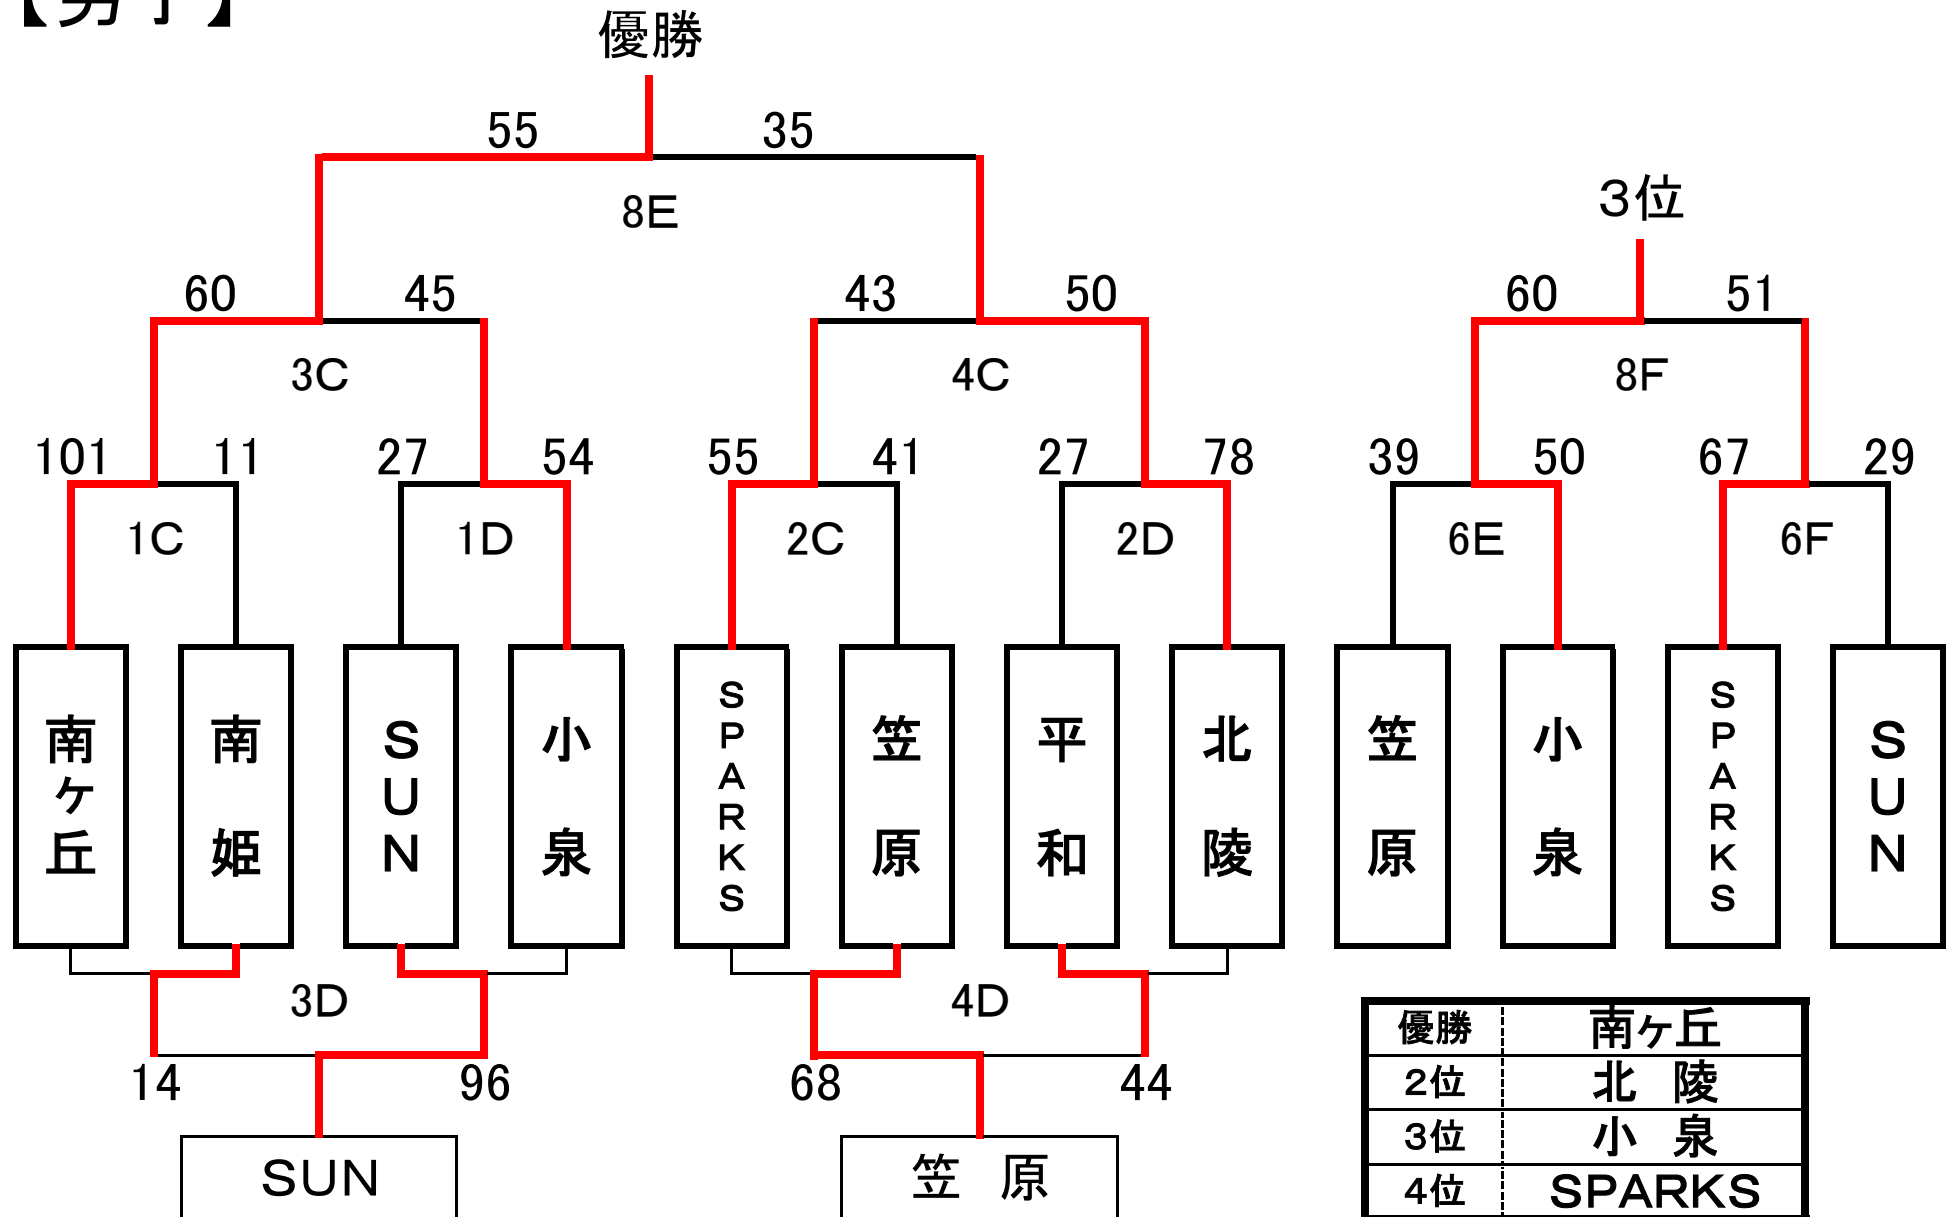 【男子】
優勝
55 35
8E
3位
60 45 43 50 60 51
3C 4C 8F
101 11 27 54 55 41 27 78 39 50 67 29
1C 1D 2C 2D 6E 6F
南ヶ丘
南姫
SUN
小泉
SPARKS
笠原
平和
北陵
笠原
小泉
SPARKS
SUN
3D 4D
14 96 68 44
SUN
笠 原
優勝 南ヶ丘
2位 北 陵
3位 小 泉
4位 SPARKS